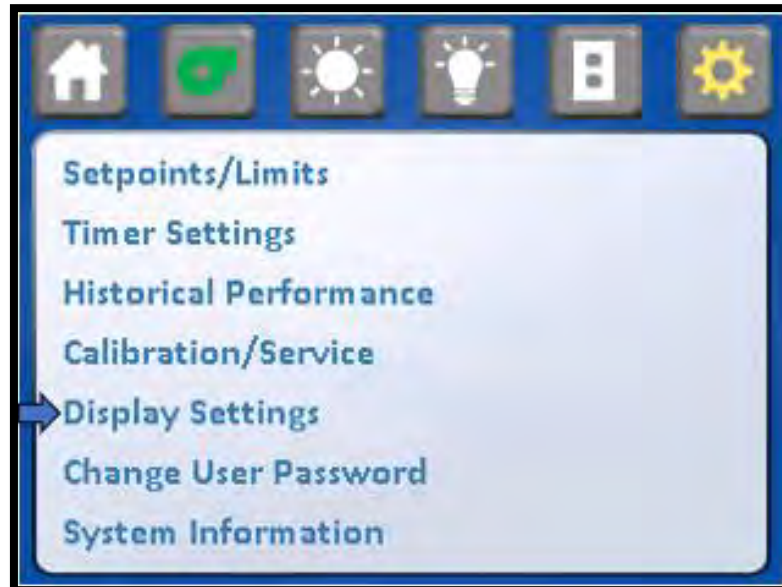 Setpoints/Limits
Timer Settings
Historical Performance
Calibration/Service
Display Settings
Change User Password
System Information